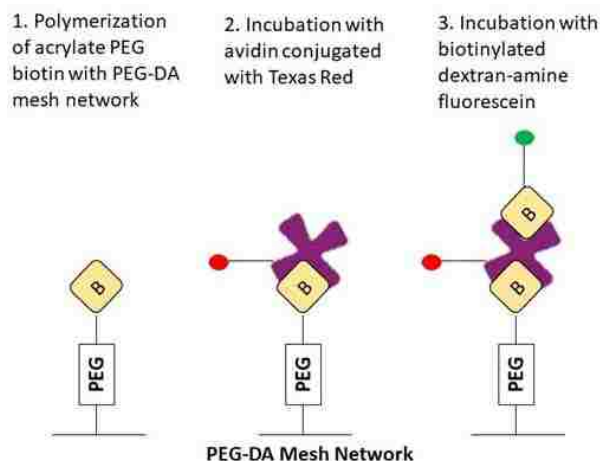 1. Polymerization
of acrylate PEG
biotin with PEG-DA
mesh network
2. Incubation with
avidin conjugated
with Texas Red
3. Incubation with
biotinylated
dextran-amine
fluorescein
B
PEG
B
PEG
B
B
PEG
PEG-DA Mesh Network